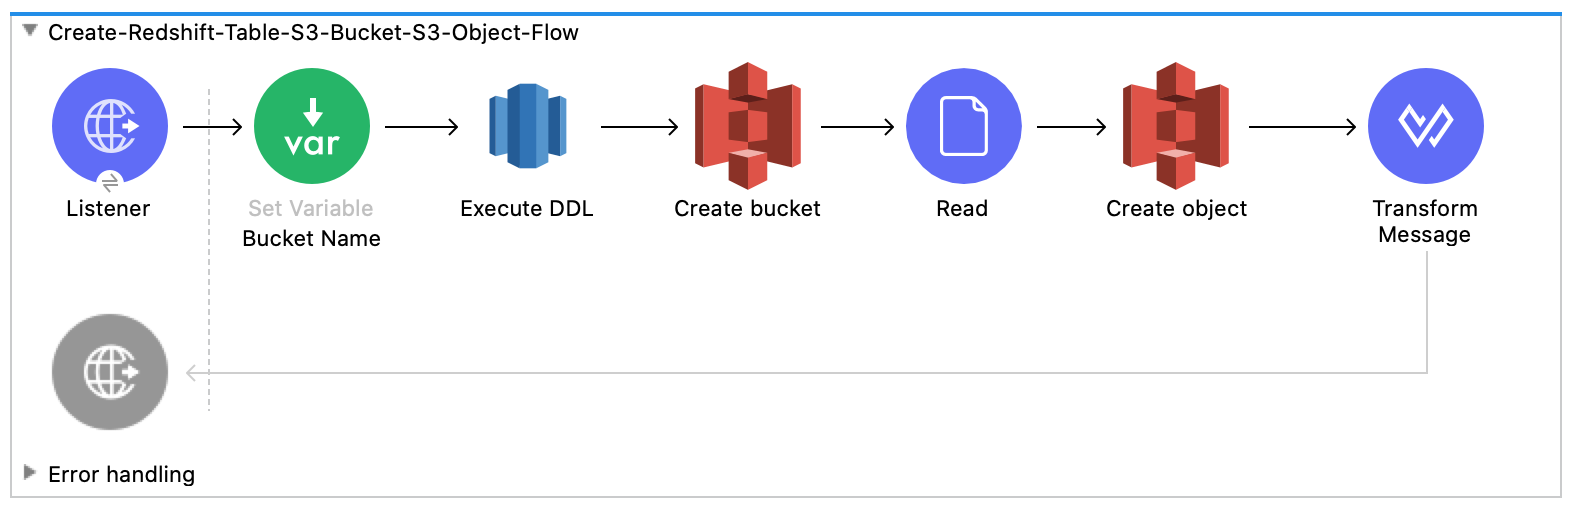 Create-Redshift-Table-S3-Bucket-S3-Object-Flow
var
Listener
Set Variable
Bucket Name
Execute DDL
Create bucket
Read
Create object
Transform
Message
Error handling